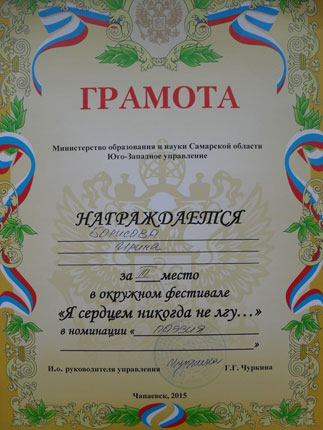 ГРАМОТА
Министерство образования и науки Самарской области
Юго-Западное управление
НАГРАЖДАЕТСЯ
БОРИСОВА
Ирина
за III место
в окружном фестивале
«Я сердцем никогда не лгу…»
в номинации « ПОЭЗИЯ
»
И.о. руководителя управления Г.Г. Чуркина
Чапаевск, 2015